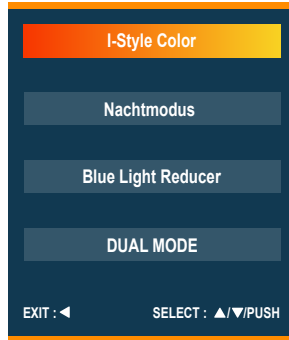 I-Style Color
Nachtmodus
Blue Light Reducer
DUAL MODE
EXIT : ◀ SELECT : ▲/▼/PUSH